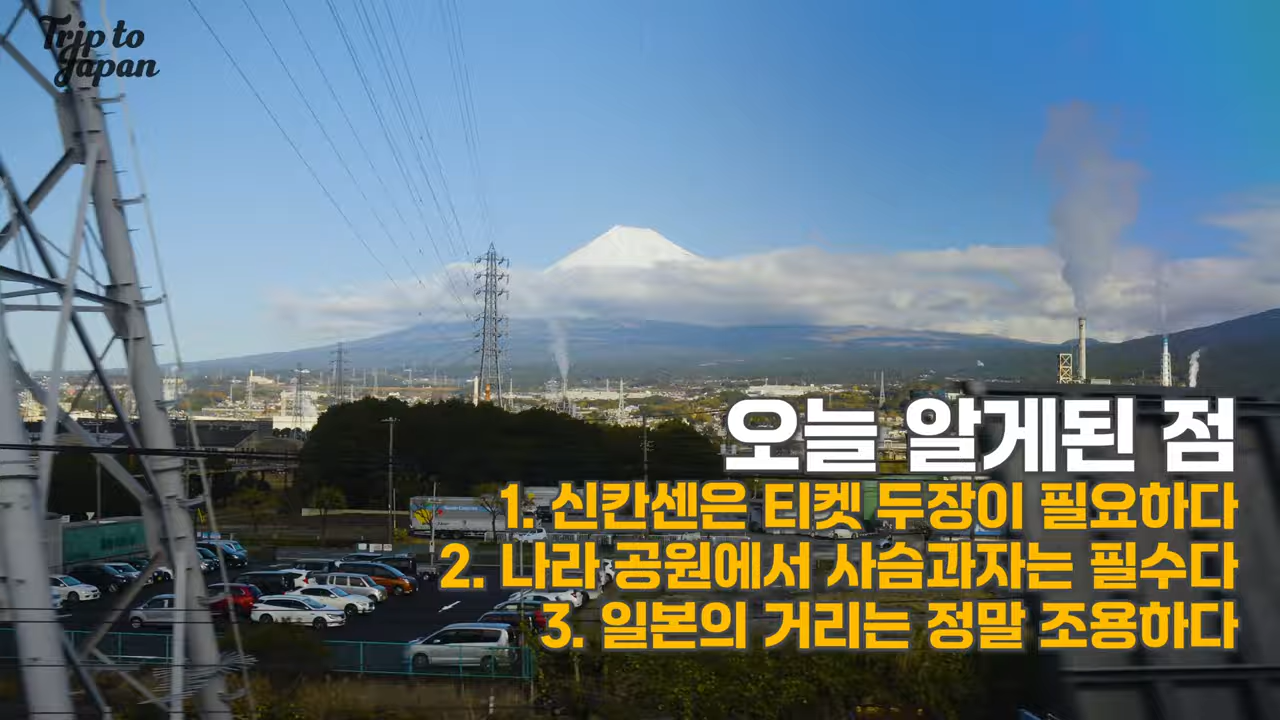 Trip to
Japan
오늘 알게된 점
1. 신칸센은 티켓 두장이 필요하다
2. 나라 공원에서 사슴과자는 필수다
3. 일본의 거리는 정말 조용하다